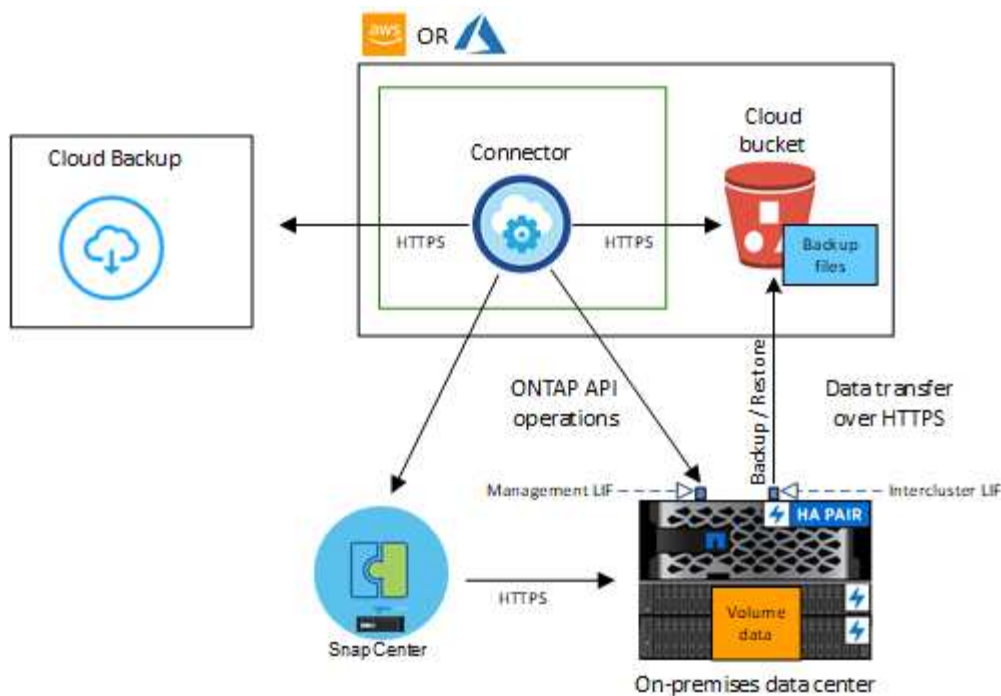 aws OR
Cloud Backup
Connector
Cloud
bucket
HTTPS
HTTPS
Backup
files
ONTAP API
operations
Backup / Restore
Data transfer
over HTTPS
Management LIF
Intercluster LIF
HA PAIR
HTTPS
Volume
data
SnapCenter
On-premises data center